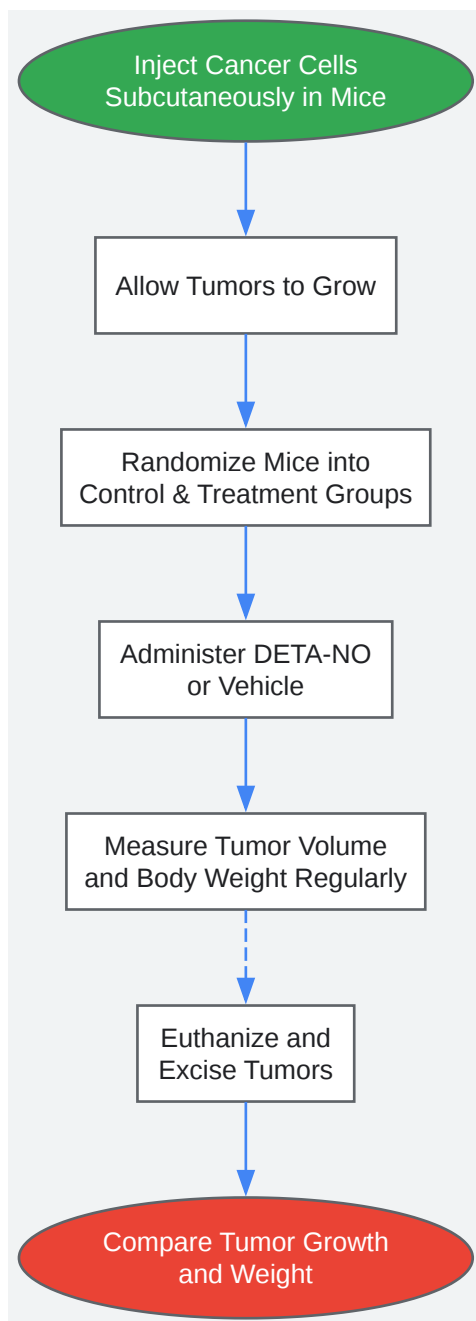 Inject Cancer Cells
Subcutaneously in Mice
Allow Tumors to Grow
Randomize Mice into
Control & Treatment Groups
Administer DETA-NO
or Vehicle
Measure Tumor Volume
and Body Weight Regularly
Euthanize and
Excise Tumors
Compare Tumor Growth
and Weight